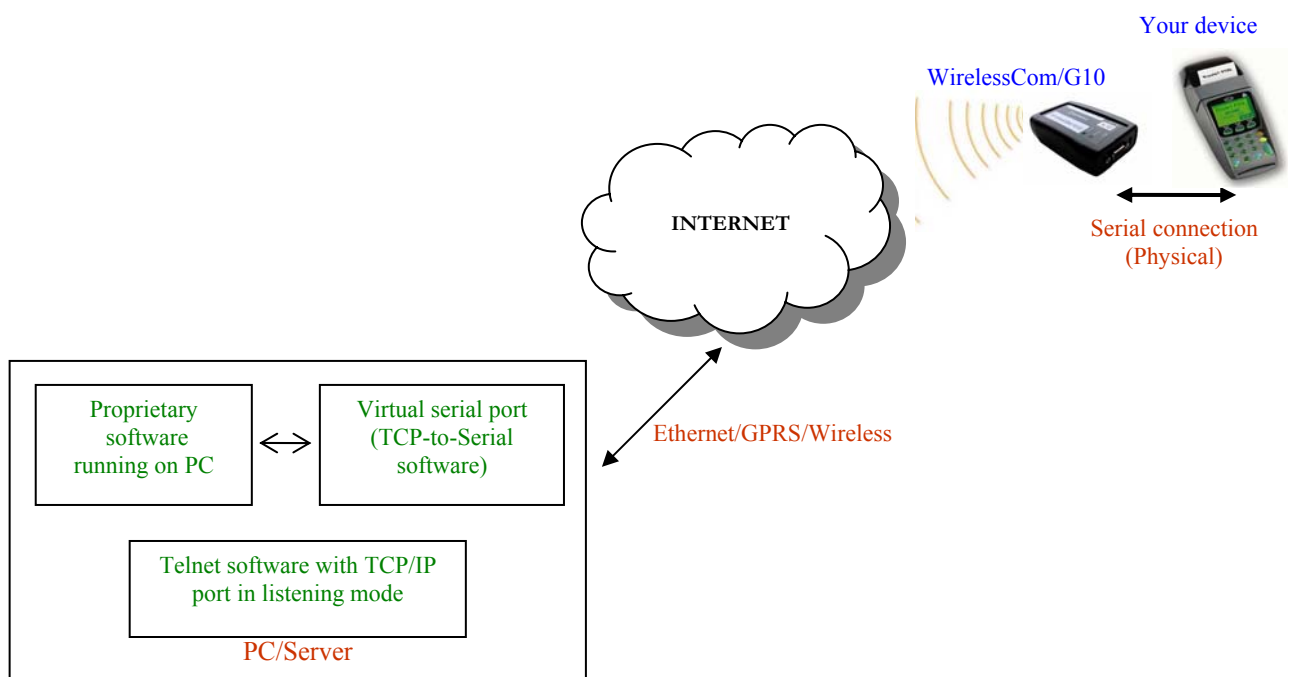 Your device
WirelessCom/G10
INTERNET
Serial connection
(Physical)
Proprietary
software
running on PC
Virtual serial port
(TCP-to-Serial
software)
Ethernet/GPRS/Wireless
Telnet software with TCP/IP
port in listening mode
PC/Server